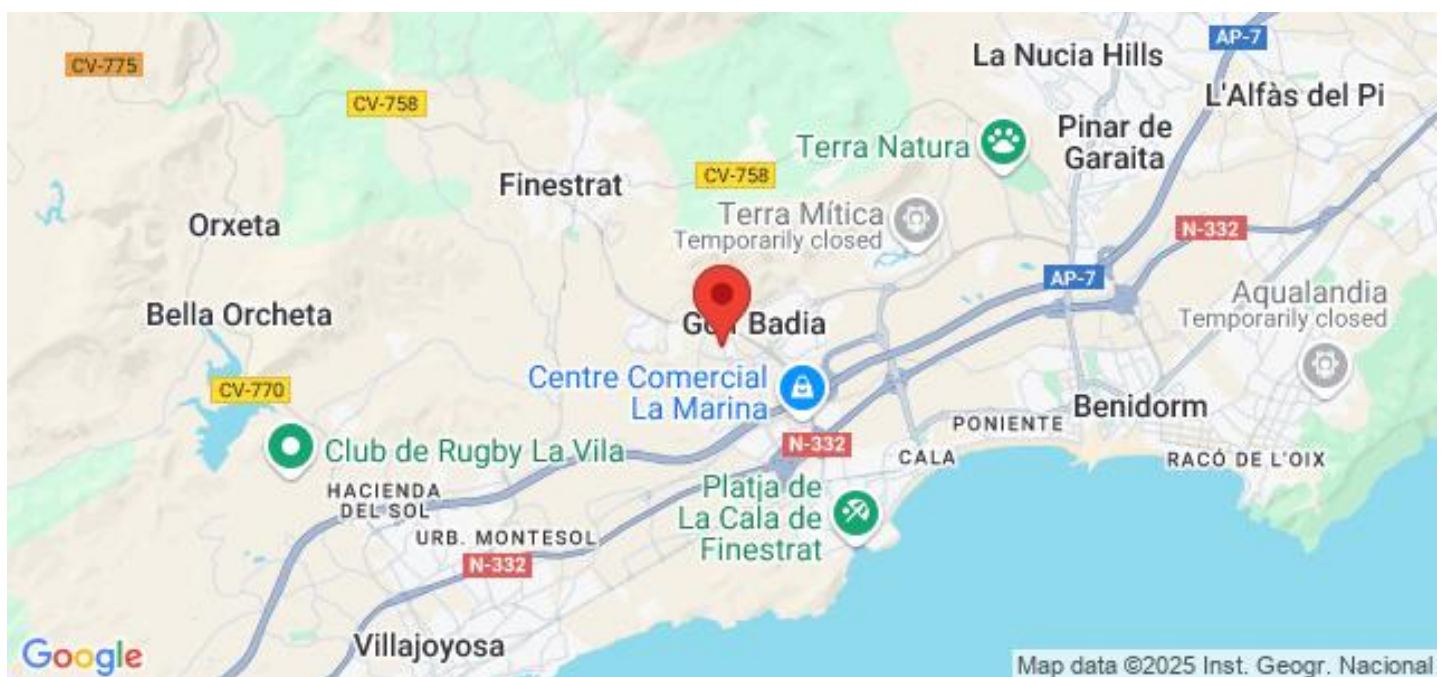 AP-7
La Nucia Hills
CV-775
L'Alfàs del Pi
CV-758
Pinar de
Garaita
Terra Natura
Finestrat
CV-758
Terra Mítica
Temporarily closed
Orxeta
N-332
AP-7
Aqualandia
Temporarily closed
Bella Orcheta
Badia
Centre Comercial
La Marina
CV-770
Benidorm
PONIENTE
N-332
CALA
RACÓ DE L'OIX
Club de Rugby La Vila
HACIENDA
DEL SOL
Platja de
La Cala de
Finestrat
URB. MONTESOL
N-332
Villajoyosa
Google
Map data ©2025 Inst. Geogr. Nacional